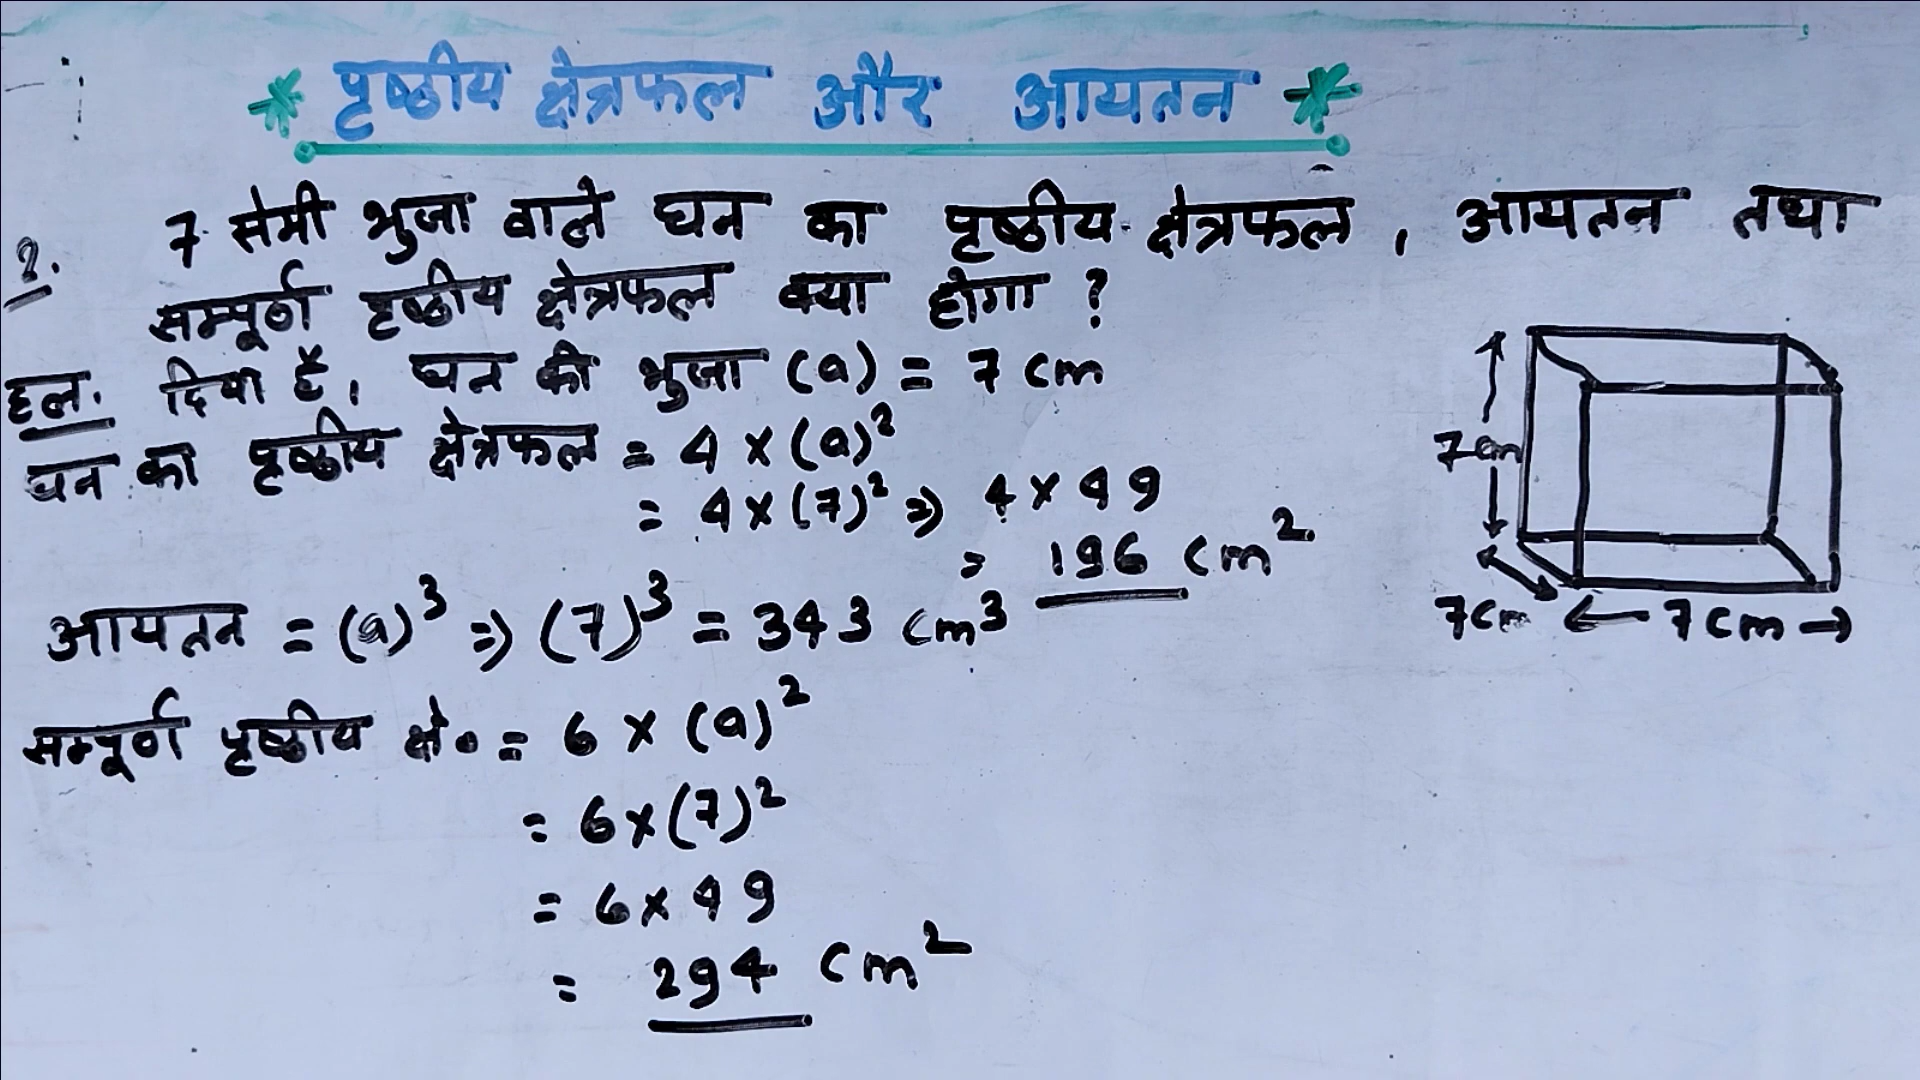 * पृष्ठीय क्षेत्रफल और आयतन *
?. 7 सेमी भुजा वाले घन का पृष्ठीय क्षेत्रफल, आयतन तथा
सम्पूर्ण पृष्ठीय क्षेत्रफल क्या होगा ?
हल. दिया है, घन की भुजा (a) = 7 cm
घन का पृष्ठीय क्षेत्रफल = 4 × (a)²
= 4 × (7)² ⇒ 4 × 49
= 196 cm²
आयतन = (a)³ ⇒ (7)³ = 343 cm³
सम्पूर्ण पृष्ठीय क्षे० = 6 × (a)²
= 6 × (7)²
= 6 × 49
= 294 cm²
7cm
7cm
7cm